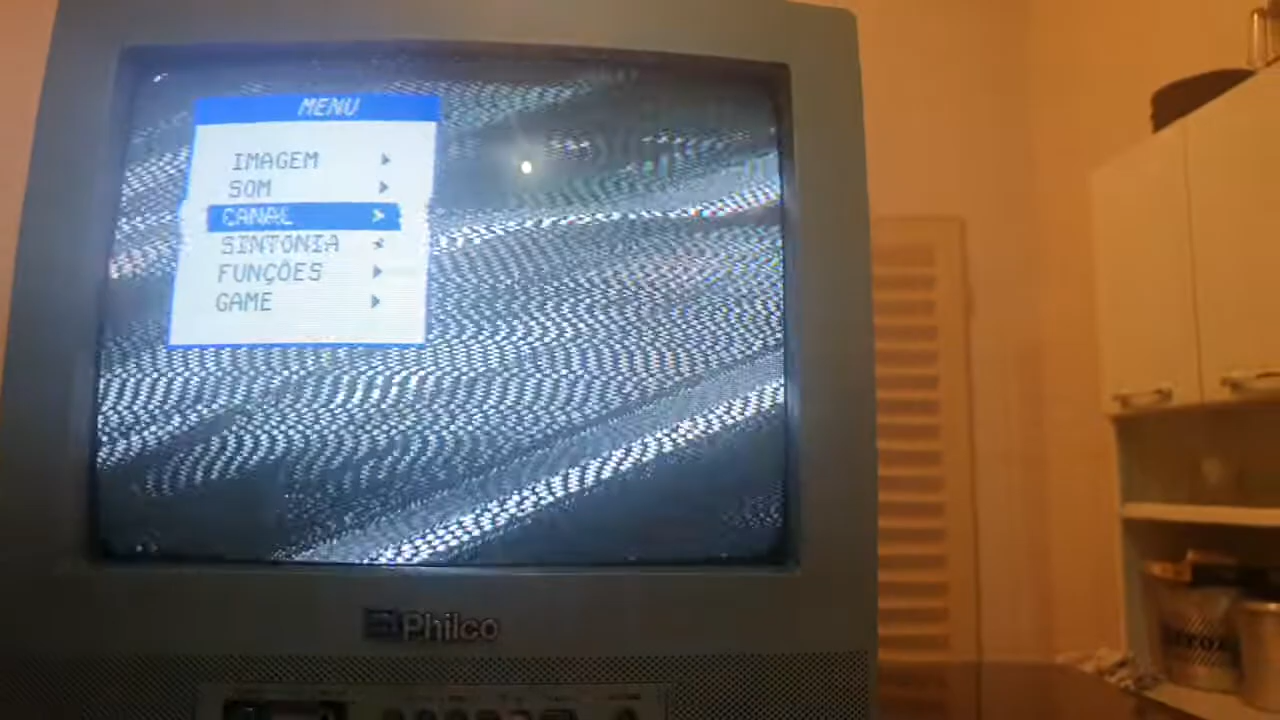 MENU
IMAGEM
SOM
CANAL
SINTONIA
FUNÇÕES
GAME
Philco